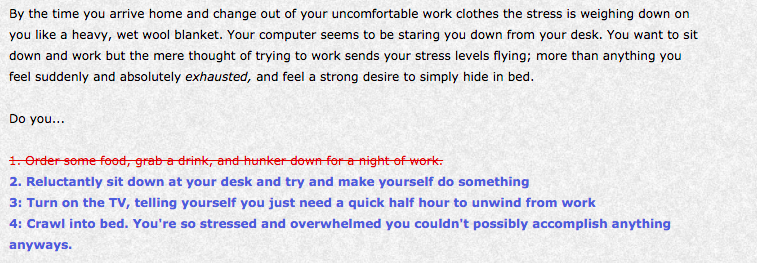 By the time you arrive home and change out of your uncomfortable work clothes the stress is weighing down on
you like a heavy, wet wool blanket. Your computer seems to be staring you down from your desk. You want to sit
down and work but the mere thought of trying to work sends your stress levels flying; more than anything you
feel suddenly and absolutely exhausted, and feel a strong desire to simply hide in bed.
Do you...
1. Order some food, grab a drink, and hunker down for a night of work.
2. Reluctantly sit down at your desk and try and make yourself do something
3: Turn on the TV, telling yourself you just need a quick half hour to unwind from work
4: Crawl into bed. You're so stressed and overwhelmed you couldn't possibly accomplish anything
anyways.